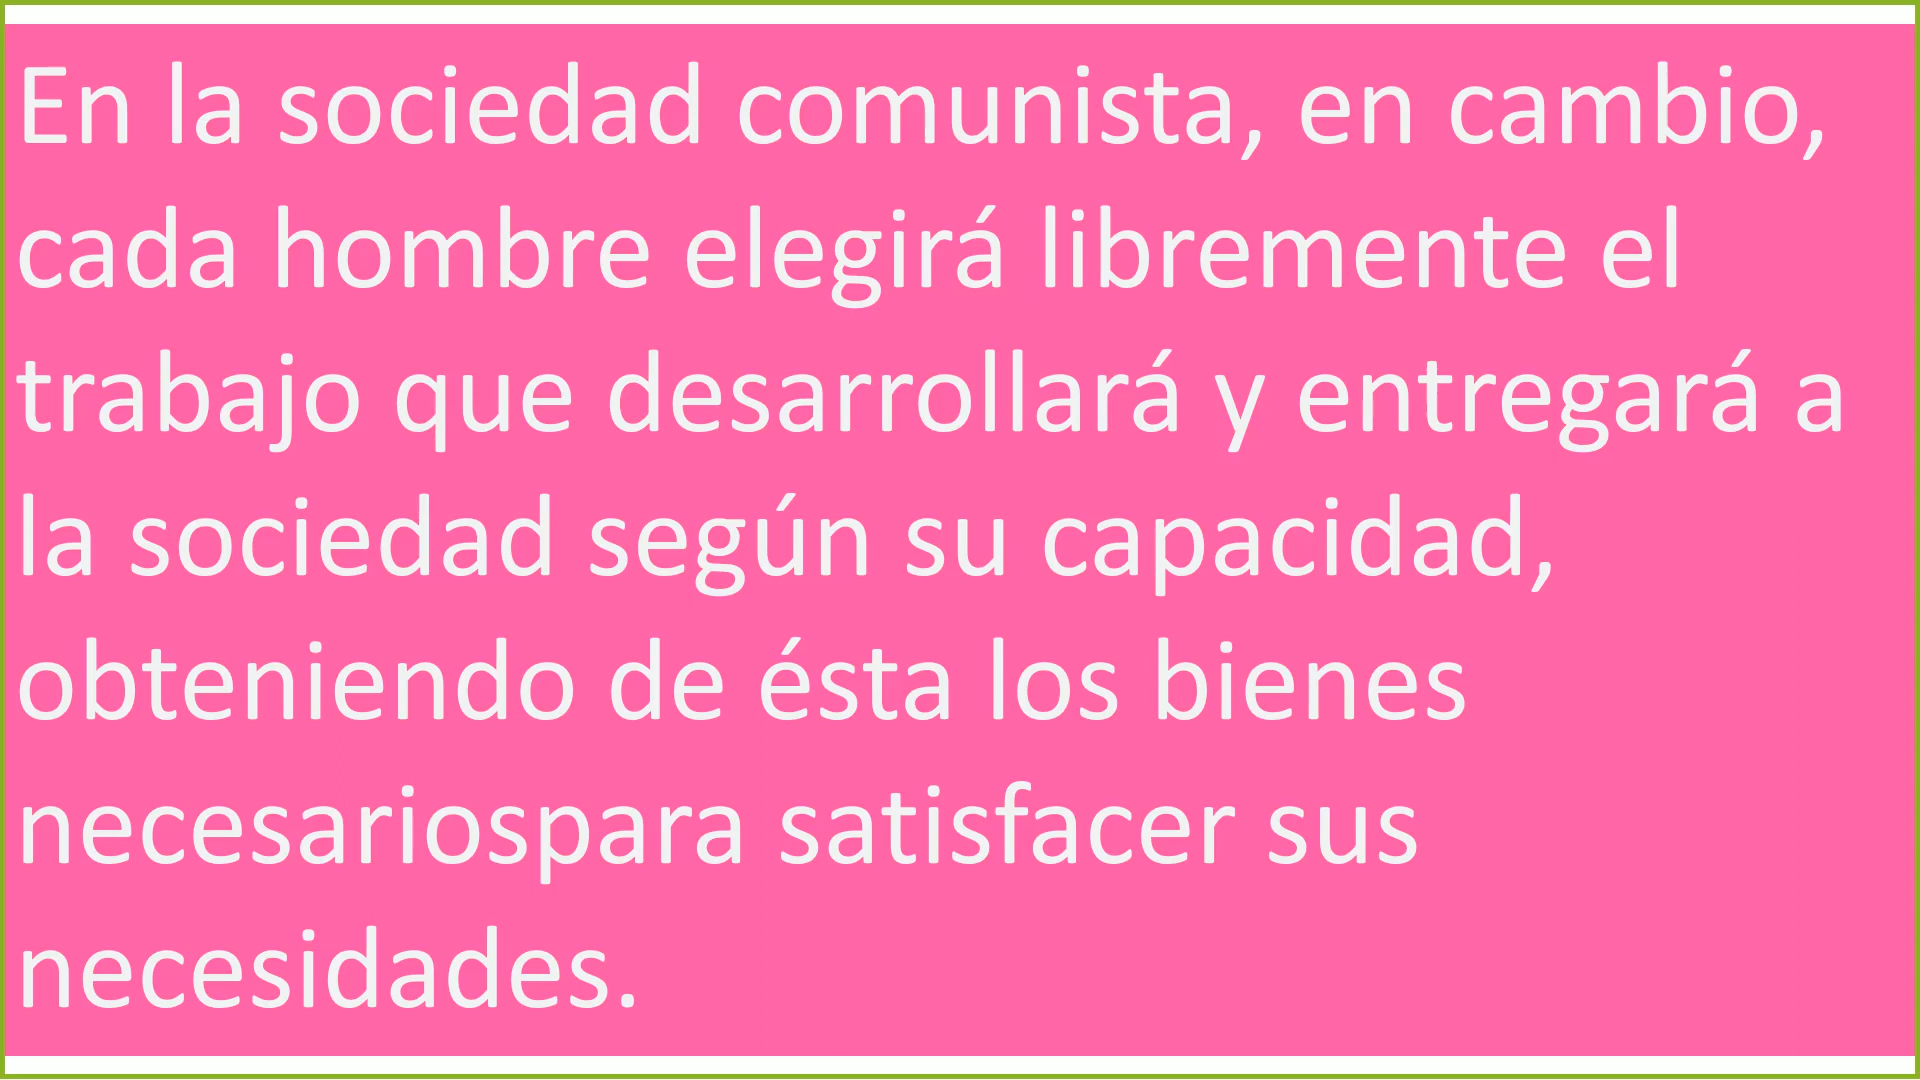 En la sociedad comunista, en cambio,
cada hombre elegirá libremente el
trabajo que desarrollará y entregará a
la sociedad según su capacidad,
obteniendo de ésta los bienes
necesariospara satisfacer sus
necesidades.